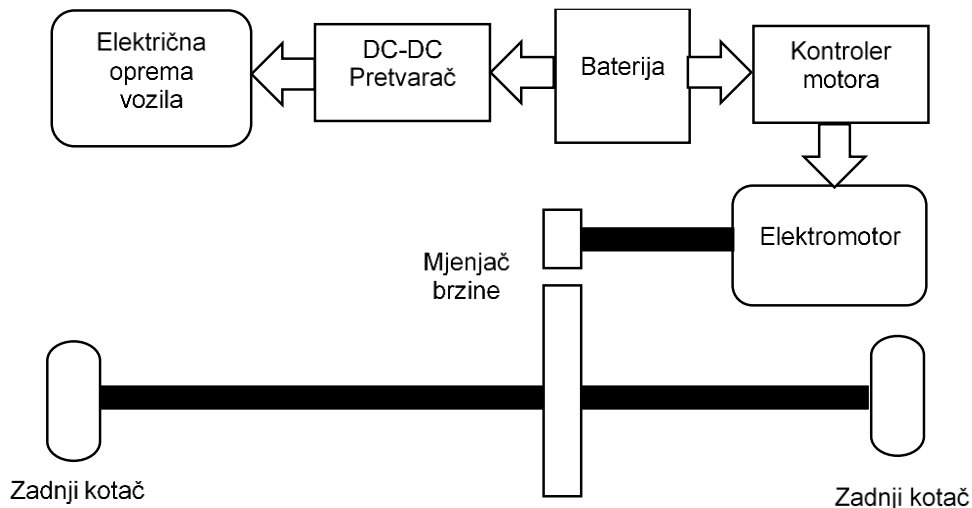 Električna
oprema
vozila
DC-DC
Pretvarač
Baterija
Kontroler
motora
Elektromotor
Mjenjač
brzine
Zadnji kotač
Zadnji kotač